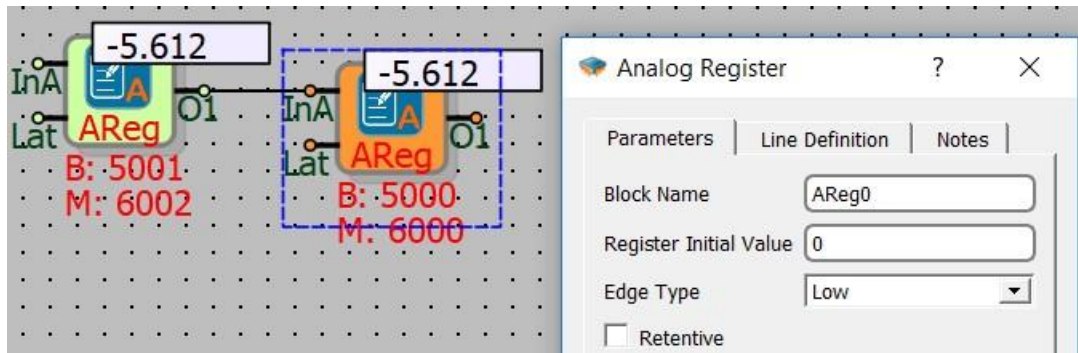 -5.612
InA
O1
Lat
A
AReg
B: 5001
M: 6002
-5.612
InA
O1
Lat
A
AReg
B: 5000
M: 6000
Analog Register
?
Parameters
Line Definition
Notes
Block Name
AReg0
Register Initial Value
0
Edge Type
Low
Retentive